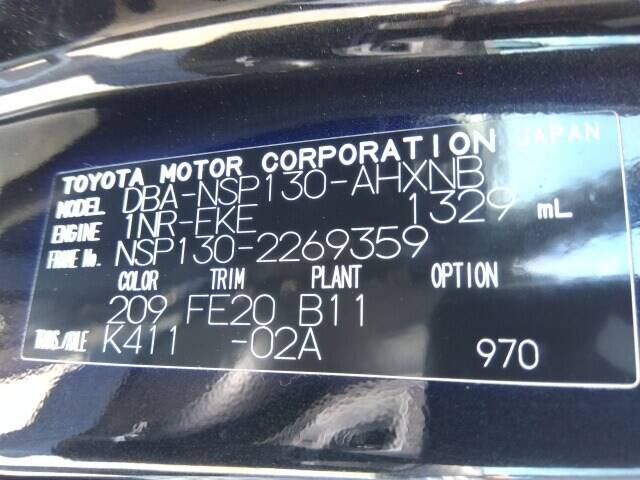 TOYOTA MOTOR CORPORATION JAPAN
MODEL DBA-NSP130-AHXNB
ENGINE 1NR-FKE 1329 mL
FRAME No. NSP130-2269359
COLOR TRIM PLANT OPTION
209 FE20 B11
TRANS/AXLE K411 -02A 970